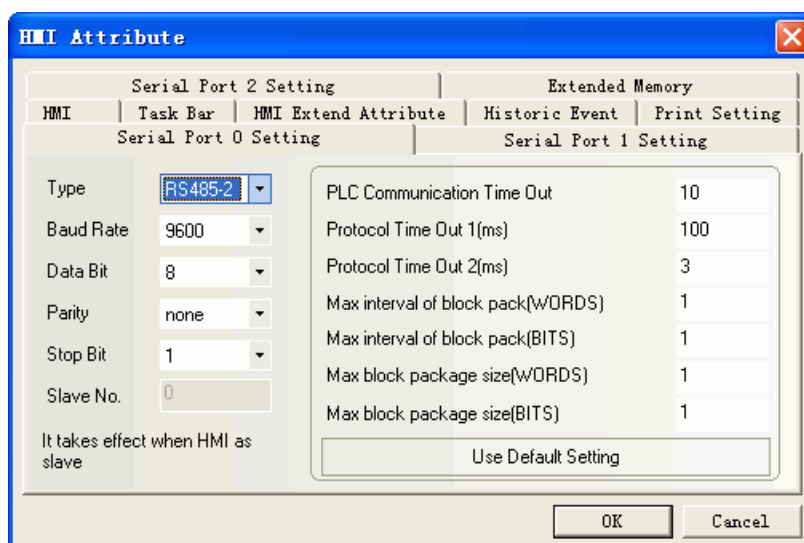 HMI Attribute
Serial Port 2 Setting
Extended Memory
HMI
Task Bar
HMI Extend Attribute
Historic Event
Print Setting
Serial Port 0 Setting
Serial Port 1 Setting
Type
RS485-2
Baud Rate
9600
Data Bit
8
Parity
none
Stop Bit
1
Slave No.
0
It takes effect when HMI as
slave
PLC Communication Time Out
10
Protocol Time Out 1(ms)
100
Protocol Time Out 2(ms)
3
Max interval of block pack(WORDS)
1
Max interval of block pack(BITS)
1
Max block package size(WORDS)
1
Max block package size(BITS)
1
Use Default Setting
OK
Cancel